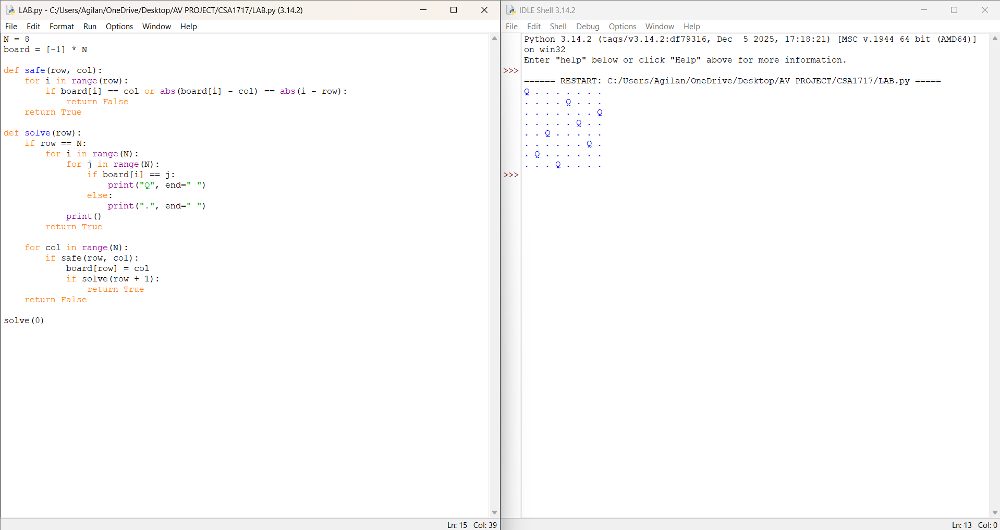 LAB.py - C:/Users/Agilan/OneDrive/Desktop/AV PROJECT/CSA1717/LAB.py (3.14.2)
File Edit Format Run Options Window Help
N = 8
board = [-1] * N

def safe(row, col):
    for i in range(row):
        if board[i] == col or abs(board[i] - col) == abs(i - row):
            return False
    return True

def solve(row):
    if row == N:
        for i in range(N):
            for j in range(N):
                if board[i] == j:
                    print("Q", end=" ")
                else:
                    print(".", end=" ")
            print()
        return True

    for col in range(N):
        if safe(row, col):
            board[row] = col
            if solve(row + 1):
                return True
    return False

solve(0)
Ln: 15 Col: 39
IDLE Shell 3.14.2
File Edit Shell Debug Options Window Help
Python 3.14.2 (tags/v3.14.2:df79316, Dec  5 2025, 17:18:21) [MSC v.1944 64 bit (AMD64)]
on win32
Enter "help" below or click "Help" above for more information.
>>>
====== RESTART: C:/Users/Agilan/OneDrive/Desktop/AV PROJECT/CSA1717/LAB.py =====
Q . . . . . . .
. . . . Q . . .
. . . . . . . Q
. . . . . Q . .
. . Q . . . . .
. . . . . . Q .
. Q . . . . . .
. . . Q . . . .
>>>
Ln: 13 Col: 0